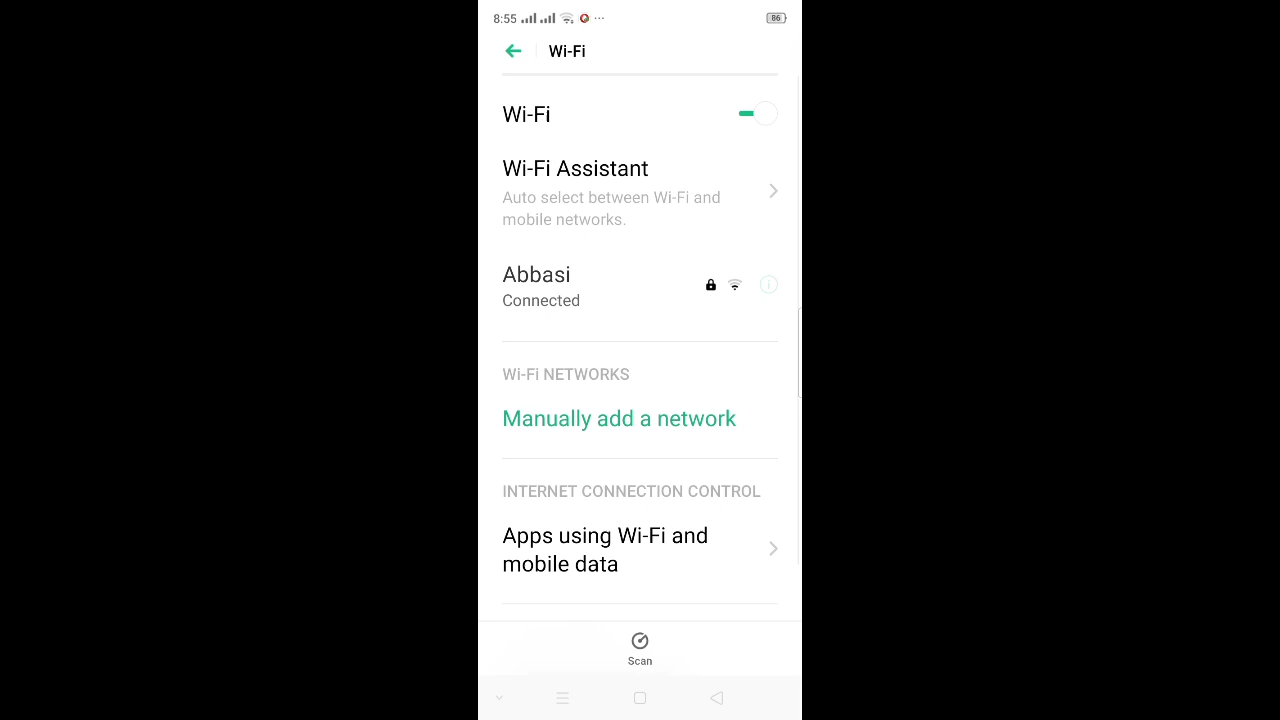 8:55 86
Wi-Fi
Wi-Fi
Wi-Fi Assistant
Auto select between Wi-Fi and
mobile networks.
Abbasi
Connected
Wi-Fi NETWORKS
Manually add a network
INTERNET CONNECTION CONTROL
Apps using Wi-Fi and
mobile data
Scan